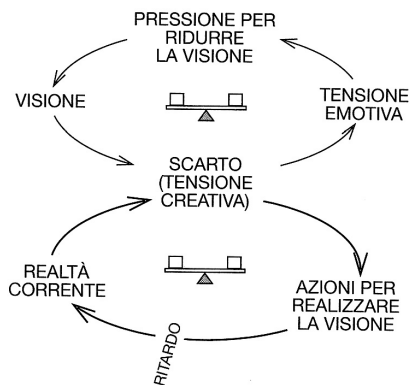 PRESSIONE PER
RIDURRE
LA VISIONE
VISIONE
TENSIONE
EMOTIVA
SCARTO
(TENSIONE
CREATIVA)
REALTÀ
CORRENTE
AZIONI PER
REALIZZARE
LA VISIONE
RITARDO